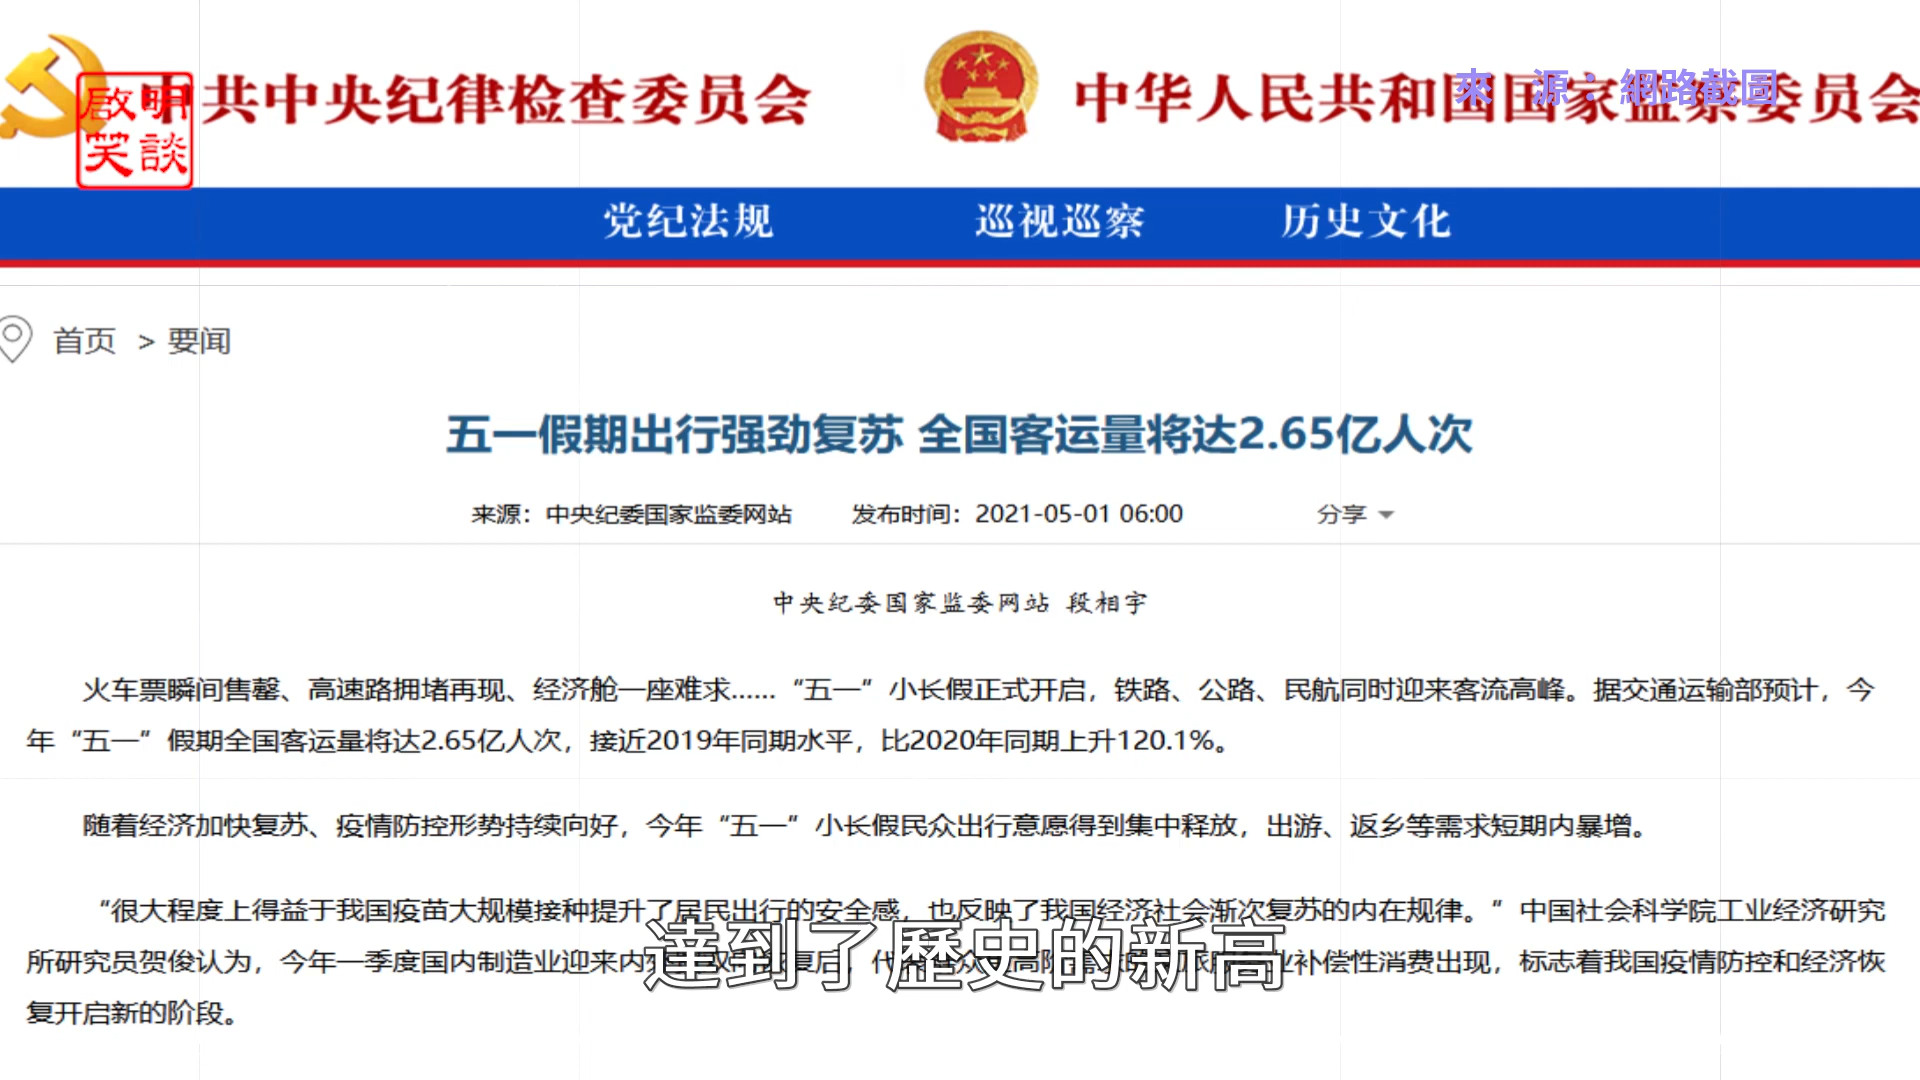 中共中央纪律检查委员会
中华人民共和国国家监察委员会
來 源：網路截圖
啟明
笑談
党纪法规 巡视巡察 历史文化
首页 > 要闻
五一假期出行强劲复苏 全国客运量将达2.65亿人次
来源：中央纪委国家监委网站 发布时间：2021-05-01 06:00 分享
中央纪委国家监委网站 段相宇
火车票瞬间售罄、高速路拥堵再现、经济舱一座难求……“五一”小长假正式开启，铁路、公路、民航同时迎来客流高峰。据交通运输部预计，今
年“五一”假期全国客运量将达2.65亿人次，接近2019年同期水平，比2020年同期上升120.1%。
随着经济加快复苏、疫情防控形势持续向好，今年“五一”小长假民众出行意愿得到集中释放，出游、返乡等需求短期内暴增。
“很大程度上得益于我国疫苗大规模接种提升了居民出行的安全感，也反映了我国经济社会渐次复苏的内在规律。”中国社会科学院工业经济研究
所研究员贺俊认为，今年一季度国内制造业迎来内 复后，代 业补偿性消费出现，标志着我国疫情防控和经济恢
复开启新的阶段。
達到了歷史的新高